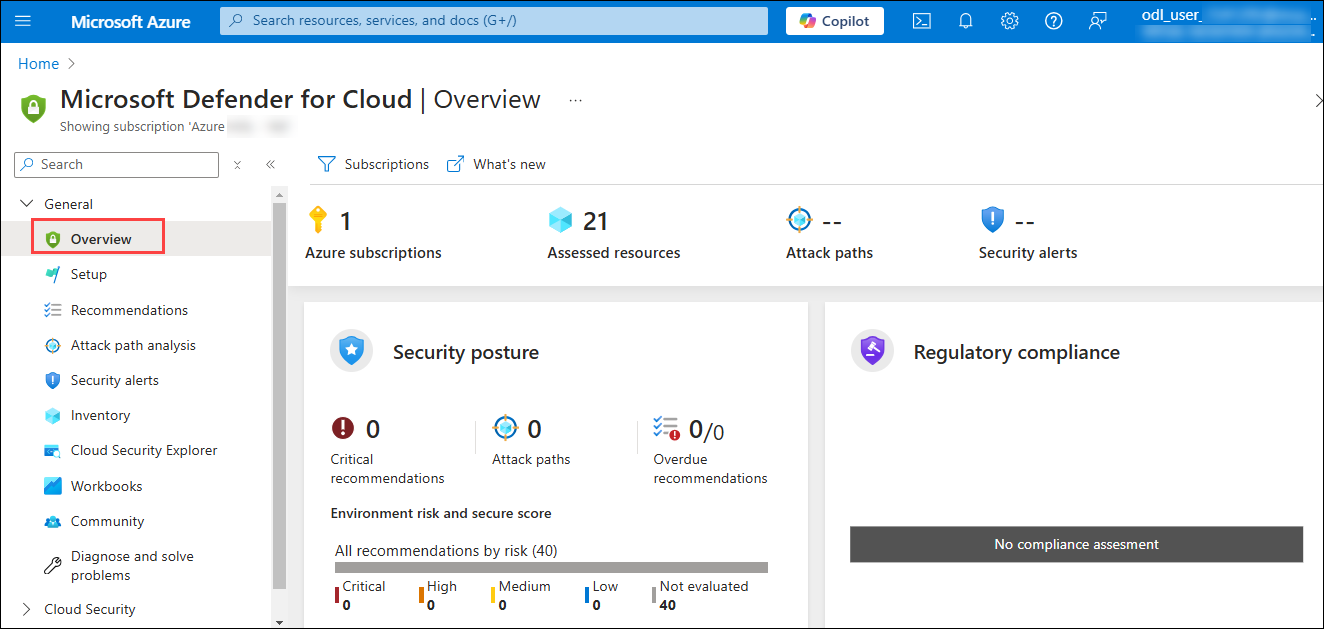 Microsoft Azure
Search resources, services, and docs (G+/)
Copilot
odl_user_
Home
Microsoft Defender for Cloud | Overview
Showing subscription 'Azure
Search
Subscriptions
What's new
General
Overview
Setup
Recommendations
Attack path analysis
Security alerts
Inventory
Cloud Security Explorer
Workbooks
Community
Diagnose and solve
problems
Cloud Security
1
Azure subscriptions
21
Assessed resources
--
Attack paths
--
Security alerts
Security posture
0
Critical
recommendations
0
Attack paths
0/0
Overdue
recommendations
Environment risk and secure score
All recommendations by risk (40)
Critical
0
High
0
Medium
0
Low
0
Not evaluated
40
Regulatory compliance
No compliance assesment